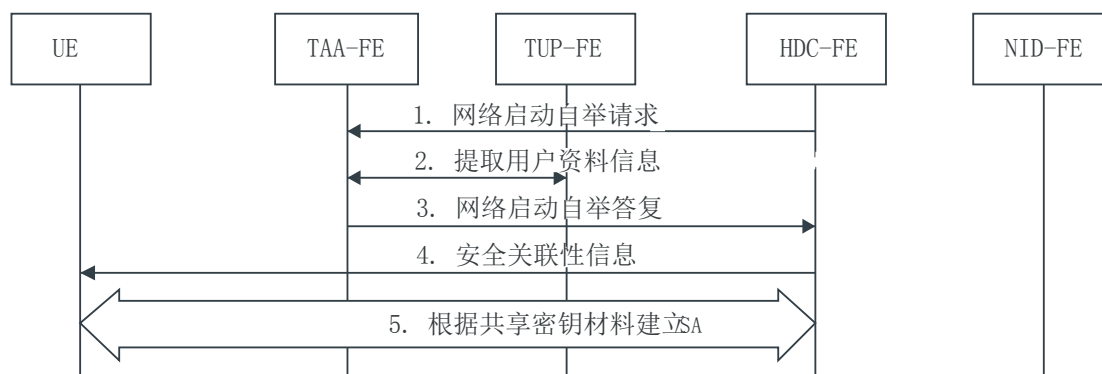 UE
TAA-FE
TUP-FE
HDC-FE
NID-FE
1. 网络启动自举请求
2. 提取用户资料信息
3. 网络启动自举答复
4. 安全关联性信息
5. 根据共享密钥材料建立SA